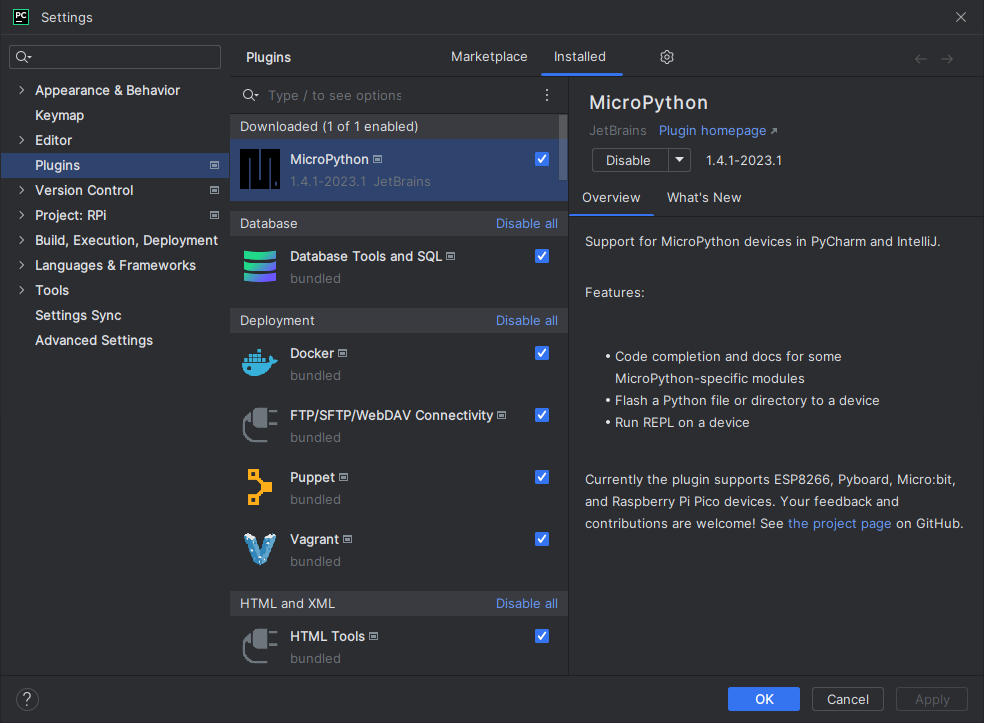 PC Settings
Plugins
Marketplace
Installed
Appearance & Behavior
Keymap
Editor
Plugins
Version Control
Project: RPi
Build, Execution, Deployment
Languages & Frameworks
Tools
Settings Sync
Advanced Settings
Type / to see options
Downloaded (1 of 1 enabled)
MicroPython
1.4.1-2023.1 JetBrains
Database Disable all
Database Tools and SQL
bundled
Deployment Disable all
Docker
bundled
FTP/SFTP/WebDAV Connectivity
bundled
Puppet
bundled
Vagrant
bundled
HTML and XML Disable all
HTML Tools
bundled
MicroPython
JetBrains Plugin homepage ↗
Disable 1.4.1-2023.1
Overview What's New
Support for MicroPython devices in PyCharm and IntelliJ.
Features:
• Code completion and docs for some
MicroPython-specific modules
• Flash a Python file or directory to a device
• Run REPL on a device
Currently the plugin supports ESP8266, Pyboard, Micro:bit,
and Raspberry Pi Pico devices. Your feedback and
contributions are welcome! See the project page on GitHub.
?
OK
Cancel
Apply